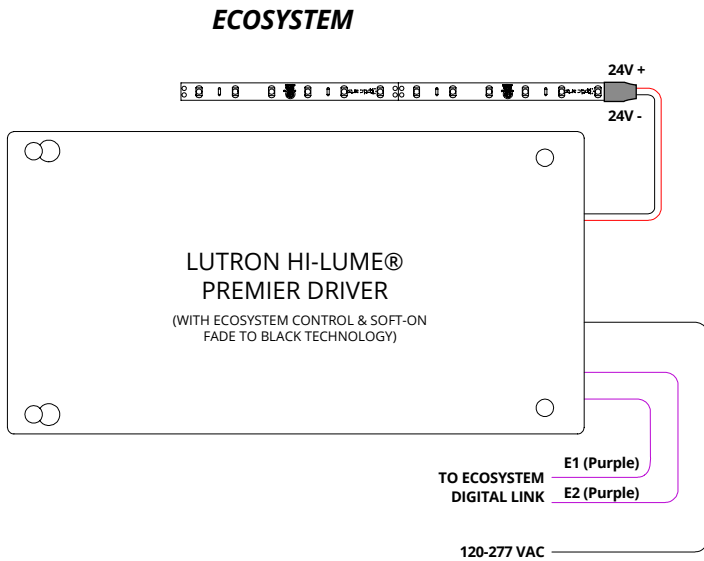 ECOSYSTEM
24V +
24V -
LUTRON HI-LUME®
PREMIER DRIVER
(WITH ECOSYSTEM CONTROL & SOFT-ON
FADE TO BLACK TECHNOLOGY)
E1 (Purple)
TO ECOSYSTEM
DIGITAL LINK
E2 (Purple)
120-277 VAC